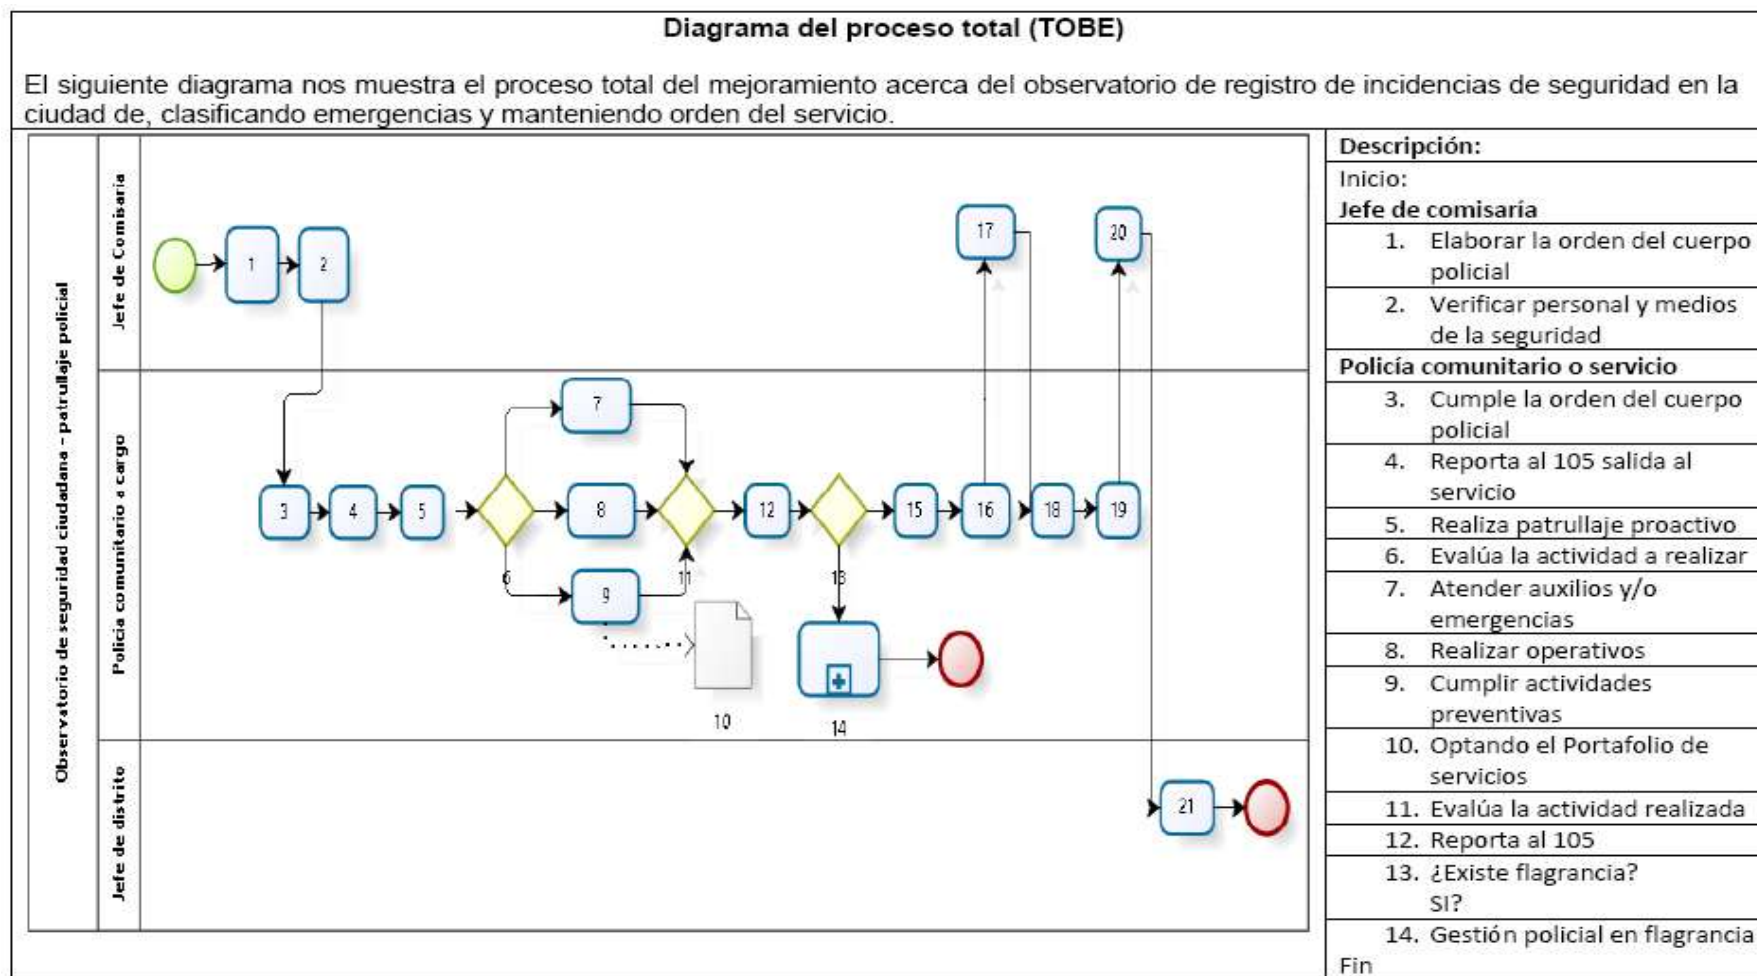 Diagrama del proceso total (TOBE)
El siguiente diagrama nos muestra el proceso total del mejoramiento acerca del observatorio de registro de incidencias de seguridad en la
ciudad de, clasificando emergencias y manteniendo orden del servicio.
Observatorio de seguridad ciudadana - patrullaje policial
Jefe de Comisaria
1
2
17
20
Policia comunitario a cargo
3
4
5
6
7
8
9
10
11
12
13
14
15
16
18
19
Jefe de distrito
21
Descripción:
Inicio:
Jefe de comisaría
1. Elaborar la orden del cuerpo
policial
2. Verificar personal y medios
de la seguridad
Policía comunitario o servicio
3. Cumple la orden del cuerpo
policial
4. Reporta al 105 salida al
servicio
5. Realiza patrullaje proactivo
6. Evalúa la actividad a realizar
7. Atender auxilios y/o
emergencias
8. Realizar operativos
9. Cumplir actividades
preventivas
10. Optando el Portafolio de
servicios
11. Evalúa la actividad realizada
12. Reporta al 105
13. ¿Existe flagrancia?
SI?
14. Gestión policial en flagrancia
Fin